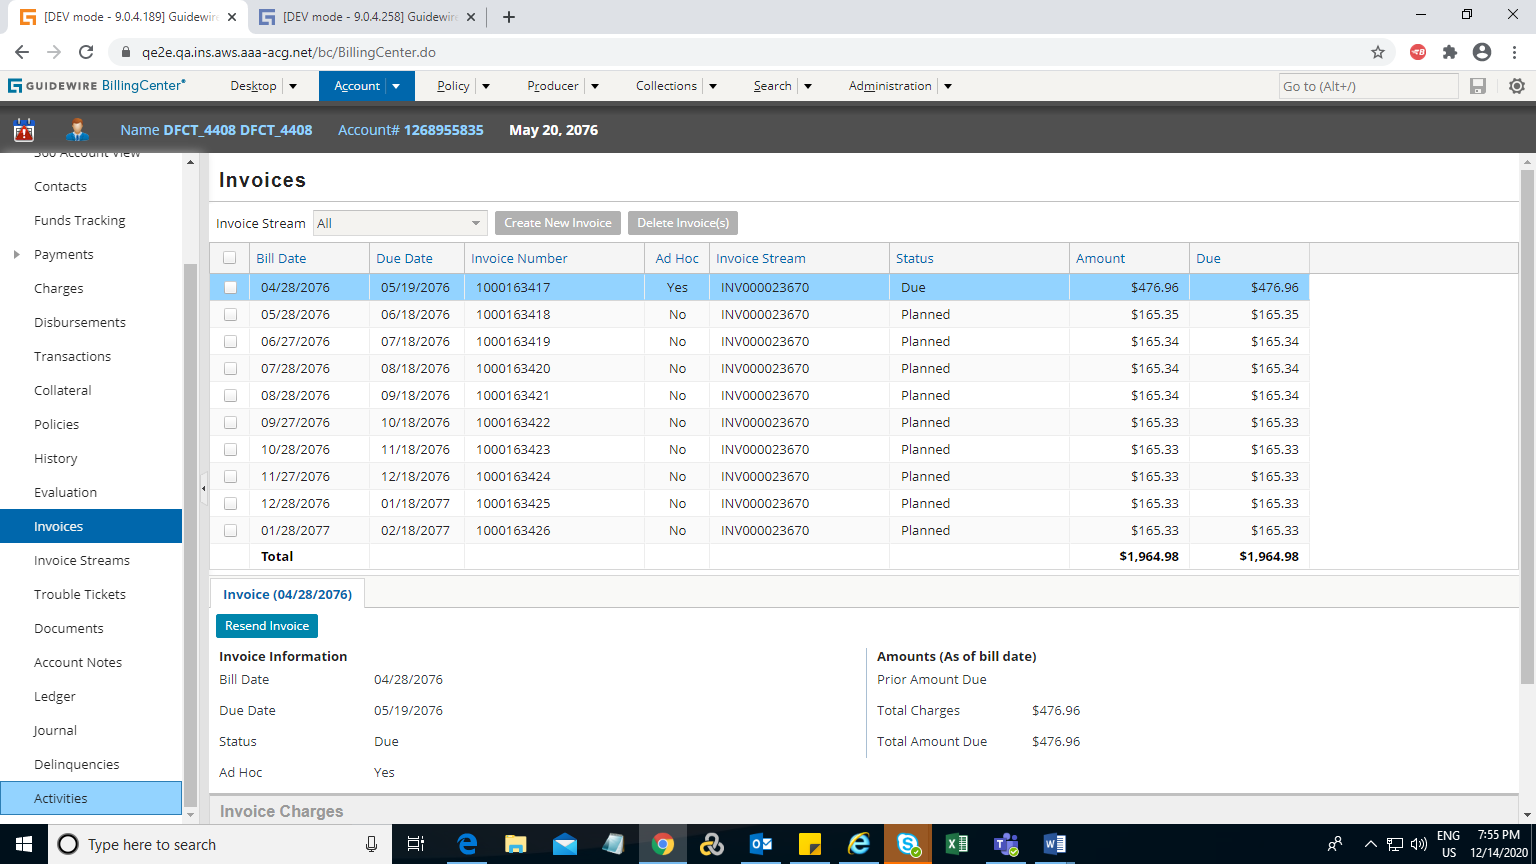 [DEV mode - 9.0.4.189] Guidewire
[DEV mode - 9.0.4.258] Guidewire
qe2e.qa.ins.aws.aaa-acg.net/bc/BillingCenter.do
GUIDEWIRE BillingCenter
Desktop
Account
Policy
Producer
Collections
Search
Administration
Go to (Alt+/)
Name DFCT_4408 DFCT_4408 Account# 1268955835 May 20, 2076
360 Account View
Contacts
Funds Tracking
Payments
Charges
Disbursements
Transactions
Collateral
Policies
History
Evaluation
Invoices
Invoice Streams
Trouble Tickets
Documents
Account Notes
Ledger
Journal
Delinquencies
Activities
Invoices
Invoice Stream All Create New Invoice Delete Invoice(s)
Bill Date Due Date Invoice Number Ad Hoc Invoice Stream Status Amount Due
04/28/2076 05/19/2076 1000163417 Yes INV000023670 Due $476.96 $476.96
05/28/2076 06/18/2076 1000163418 No INV000023670 Planned $165.35 $165.35
06/27/2076 07/18/2076 1000163419 No INV000023670 Planned $165.34 $165.34
07/28/2076 08/18/2076 1000163420 No INV000023670 Planned $165.34 $165.34
08/28/2076 09/18/2076 1000163421 No INV000023670 Planned $165.34 $165.34
09/27/2076 10/18/2076 1000163422 No INV000023670 Planned $165.33 $165.33
10/28/2076 11/18/2076 1000163423 No INV000023670 Planned $165.33 $165.33
11/27/2076 12/18/2076 1000163424 No INV000023670 Planned $165.33 $165.33
12/28/2076 01/18/2077 1000163425 No INV000023670 Planned $165.33 $165.33
01/28/2077 02/18/2077 1000163426 No INV000023670 Planned $165.33 $165.33
Total $1,964.98 $1,964.98
Invoice (04/28/2076)
Resend Invoice
Invoice Information
Bill Date 04/28/2076
Due Date 05/19/2076
Status Due
Ad Hoc Yes
Amounts (As of bill date)
Prior Amount Due
Total Charges $476.96
Total Amount Due $476.96
Invoice Charges
Type here to search
ENG
US
7:55 PM
12/14/2020